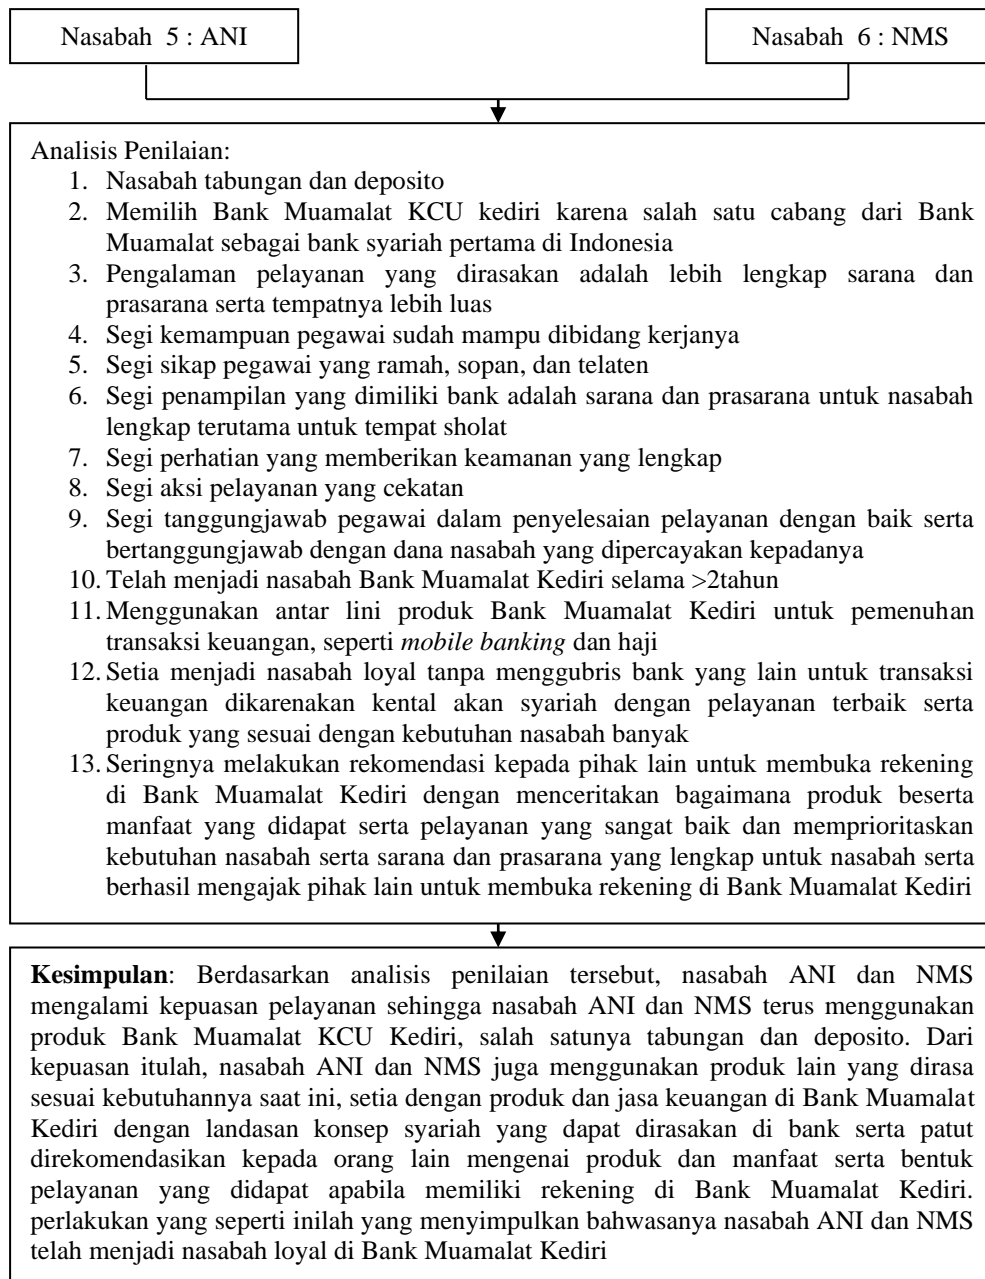 Nasabah 5 : ANI
Nasabah 6 : NMS
Analisis Penilaian:
1. Nasabah tabungan dan deposito
2. Memilih Bank Muamalat KCU kediri karena salah satu cabang dari Bank
Muamalat sebagai bank syariah pertama di Indonesia
3. Pengalaman pelayanan yang dirasakan adalah lebih lengkap sarana dan
prasarana serta tempatnya lebih luas
4. Segi kemampuan pegawai sudah mampu dibidang kerjanya
5. Segi sikap pegawai yang ramah, sopan, dan telaten
6. Segi penampilan yang dimiliki bank adalah sarana dan prasarana untuk nasabah
lengkap terutama untuk tempat sholat
7. Segi perhatian yang memberikan keamanan yang lengkap
8. Segi aksi pelayanan yang cekatan
9. Segi tanggungjawab pegawai dalam penyelesaian pelayanan dengan baik serta
bertanggungjawab dengan dana nasabah yang dipercayakan kepadanya
10. Telah menjadi nasabah Bank Muamalat Kediri selama >2tahun
11. Menggunakan antar lini produk Bank Muamalat Kediri untuk pemenuhan
transaksi keuangan, seperti mobile banking dan haji
12. Setia menjadi nasabah loyal tanpa menggubris bank yang lain untuk transaksi
keuangan dikarenakan kental akan syariah dengan pelayanan terbaik serta
produk yang sesuai dengan kebutuhan nasabah banyak
13. Seringnya melakukan rekomendasi kepada pihak lain untuk membuka rekening
di Bank Muamalat Kediri dengan menceritakan bagaimana produk beserta
manfaat yang didapat serta pelayanan yang sangat baik dan memprioritaskan
kebutuhan nasabah serta sarana dan prasarana yang lengkap untuk nasabah serta
berhasil mengajak pihak lain untuk membuka rekening di Bank Muamalat Kediri
Kesimpulan: Berdasarkan analisis penilaian tersebut, nasabah ANI dan NMS
mengalami kepuasan pelayanan sehingga nasabah ANI dan NMS terus menggunakan
produk Bank Muamalat KCU Kediri, salah satunya tabungan dan deposito. Dari
kepuasan itulah, nasabah ANI dan NMS juga menggunakan produk lain yang dirasa
sesuai kebutuhannya saat ini, setia dengan produk dan jasa keuangan di Bank Muamalat
Kediri dengan landasan konsep syariah yang dapat dirasakan di bank serta patut
direkomendasikan kepada orang lain mengenai produk dan manfaat serta bentuk
pelayanan yang didapat apabila memiliki rekening di Bank Muamalat Kediri.
perlakukan yang seperti inilah yang menyimpulkan bahwasanya nasabah ANI dan NMS
telah menjadi nasabah loyal di Bank Muamalat Kediri